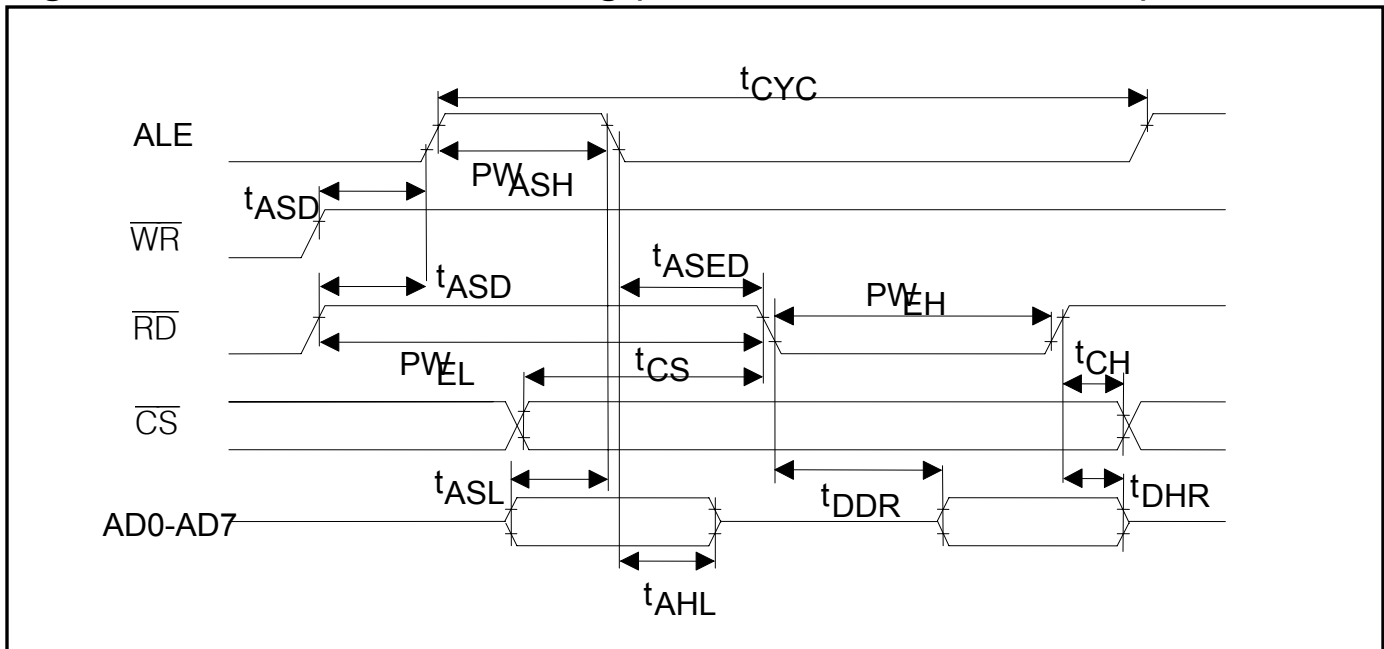 tCYC
ALE
PWASH
tASD
WR
tASED
tASD
PWEH
RD
tCS
tCH
PWEL
CS
tASL
tDDR
tDHR
AD0-AD7
tAHL